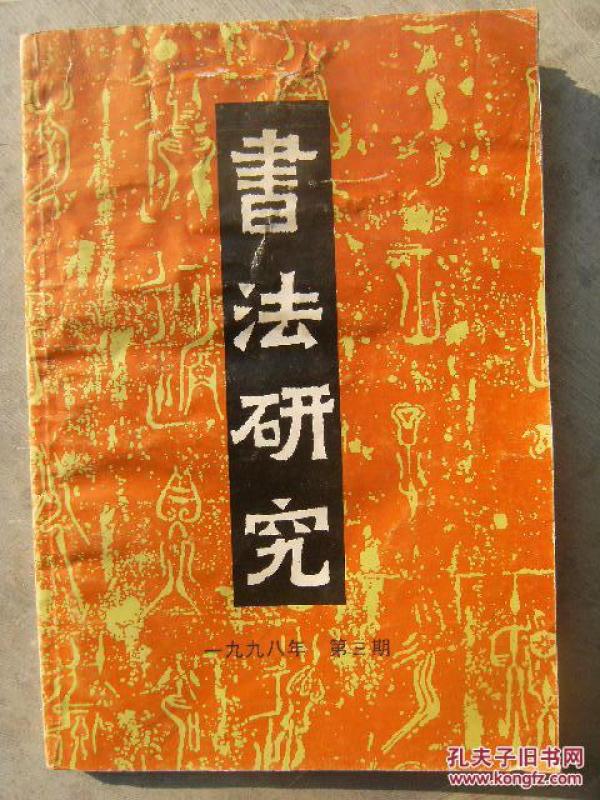 書法研究
一九九八年 第三期
孔夫子旧书网
www.kongfz.com